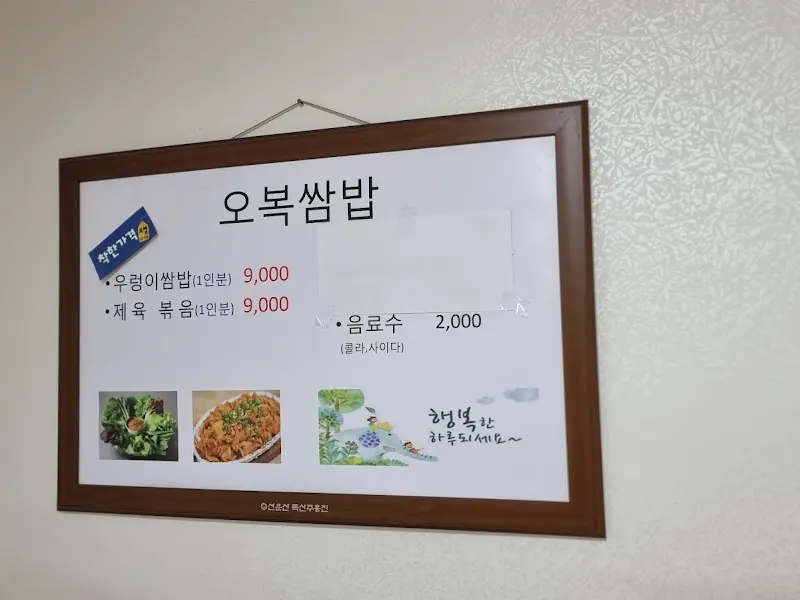 오복쌈밥
착한가격
•우렁이쌈밥(1인분) 9,000
•제육 볶음(1인분) 9,000
•음료수 2,000
(콜라,사이다)
행복한
하루되세요~